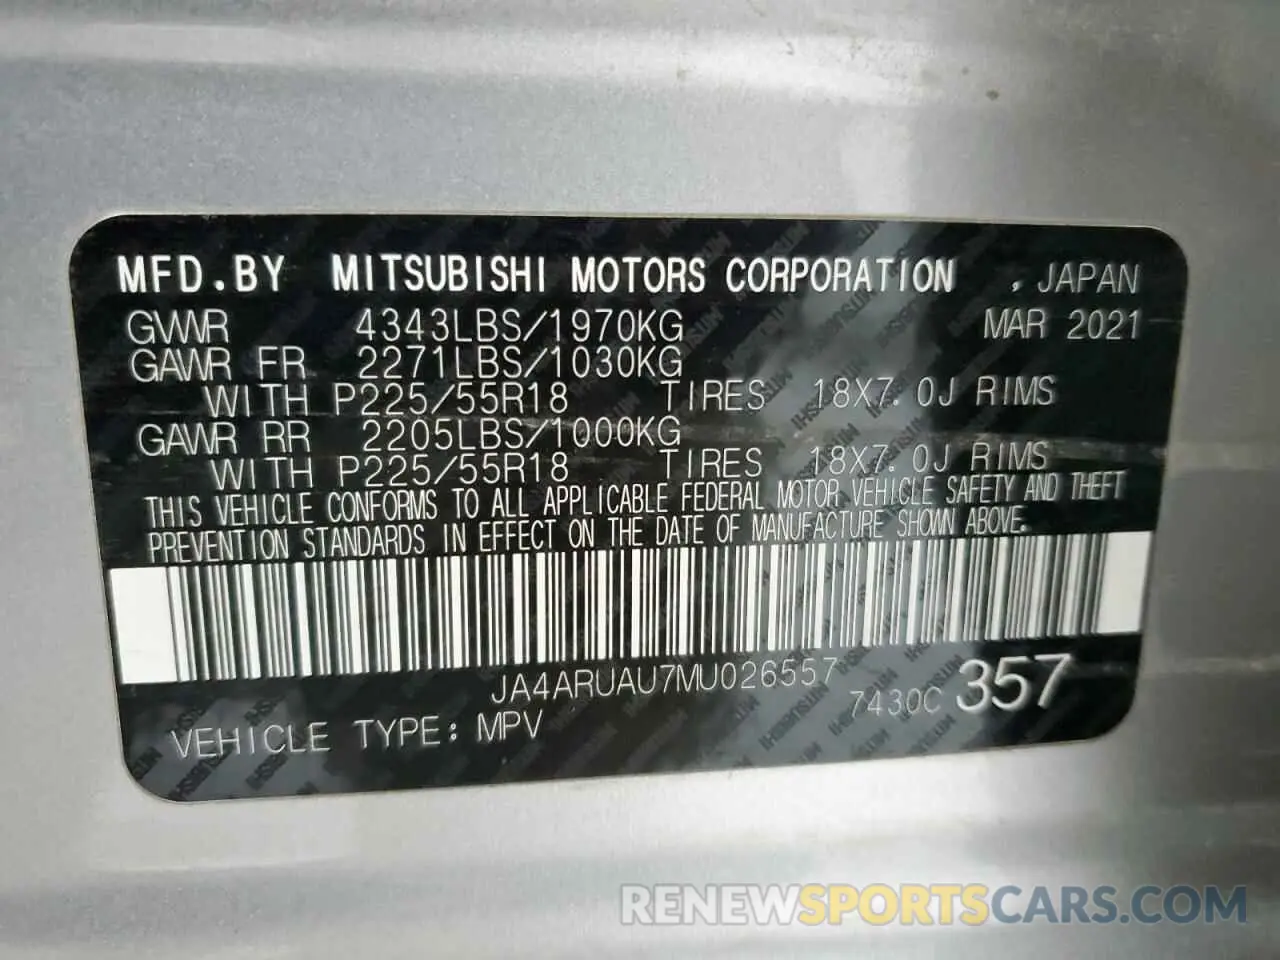 MFD.BY MITSUBISHI MOTORS CORPORATION , JAPAN
GVWR 4343LBS/1970KG MAR 2021
GAWR FR 2271LBS/1030KG
WITH P225/55R18 TIRES 18X7.0J RIMS
GAWR RR 2205LBS/1000KG
WITH P225/55R18 TIRES 18X7.0J RIMS
THIS VEHICLE CONFORMS TO ALL APPLICABLE FEDERAL MOTOR VEHICLE SAFETY AND THEFT
PREVENTION STANDARDS IN EFFECT ON THE DATE OF MANUFACTURE SHOWN ABOVE.
JA4ARUAU7MU026557 7430C 357
VEHICLE TYPE: MPV
RENEWSPORTSCARS.COM